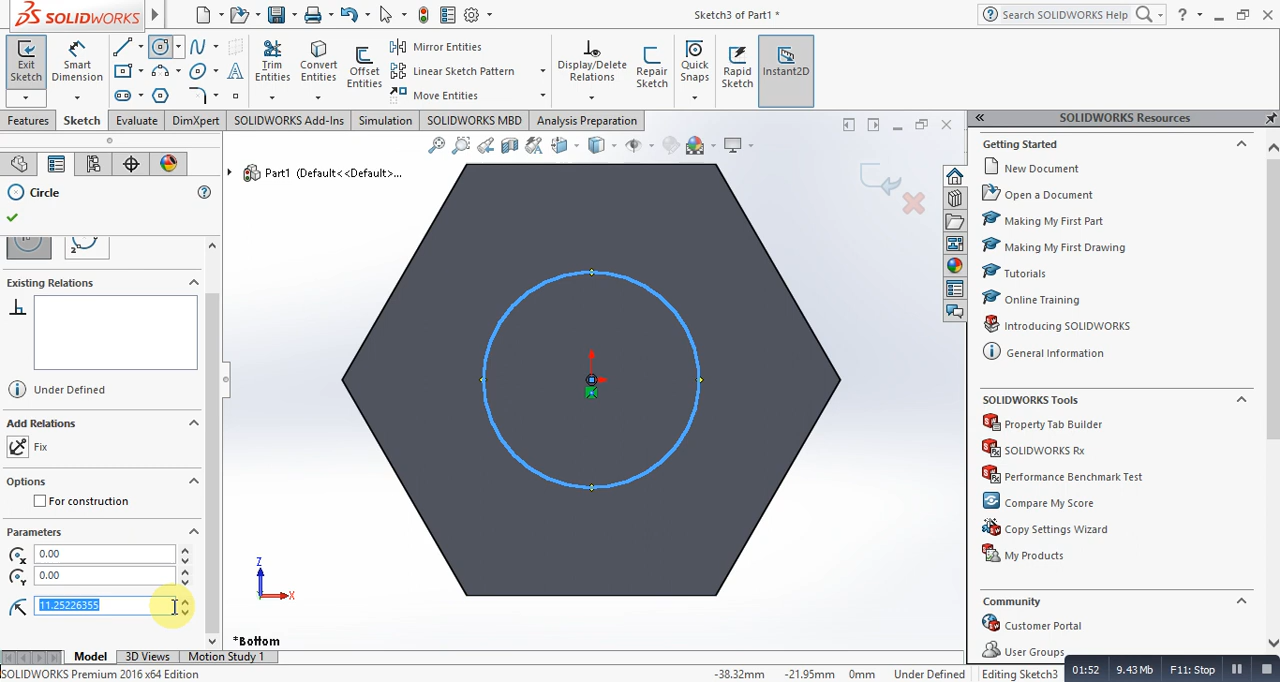 SOLIDWORKS
Sketch3 of Part1 *
Search SOLIDWORKS Help
Exit Sketch
Smart Dimension
Trim Entities
Convert Entities
Offset Entities
Mirror Entities
Linear Sketch Pattern
Move Entities
Display/Delete Relations
Repair Sketch
Quick Snaps
Rapid Sketch
Instant2D
Features
Sketch
Evaluate
DimXpert
SOLIDWORKS Add-Ins
Simulation
SOLIDWORKS MBD
Analysis Preparation
SOLIDWORKS Resources
Part1 (Default<<Default>...
Circle
Existing Relations
Under Defined
Add Relations
Fix
Options
For construction
Parameters
0.00
0.00
11.25226355
Z
X
*Bottom
Getting Started
New Document
Open a Document
Making My First Part
Making My First Drawing
Tutorials
Online Training
Introducing SOLIDWORKS
General Information
SOLIDWORKS Tools
Property Tab Builder
SOLIDWORKS Rx
Performance Benchmark Test
Compare My Score
Copy Settings Wizard
My Products
Community
Customer Portal
User Groups
Model
3D Views
Motion Study 1
SOLIDWORKS Premium 2016 x64 Edition
-38.32mm
-21.95mm
0mm
Under Defined
Editing Sketch3
01:52
9.43 Mb
F11: Stop